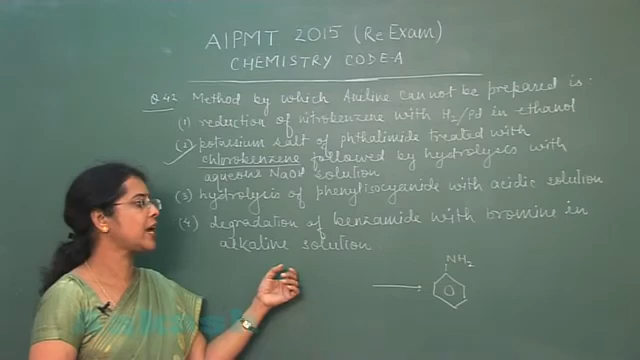 AIPMT 2015 (Re Exam)
CHEMISTRY CODE-A
Q.42 Method by which Aniline cannot be prepared is:
(1) reduction of nitrobenzene with H2/Pd in ethanol
(2) potassium salt of phthalimide treated with
chlorobenzene followed by hydrolysis with
aqueous NaOH solution
(3) hydrolysis of phenylisocyanide with acidic solution
(4) degradation of benzamide with bromine in
alkaline solution
NH2